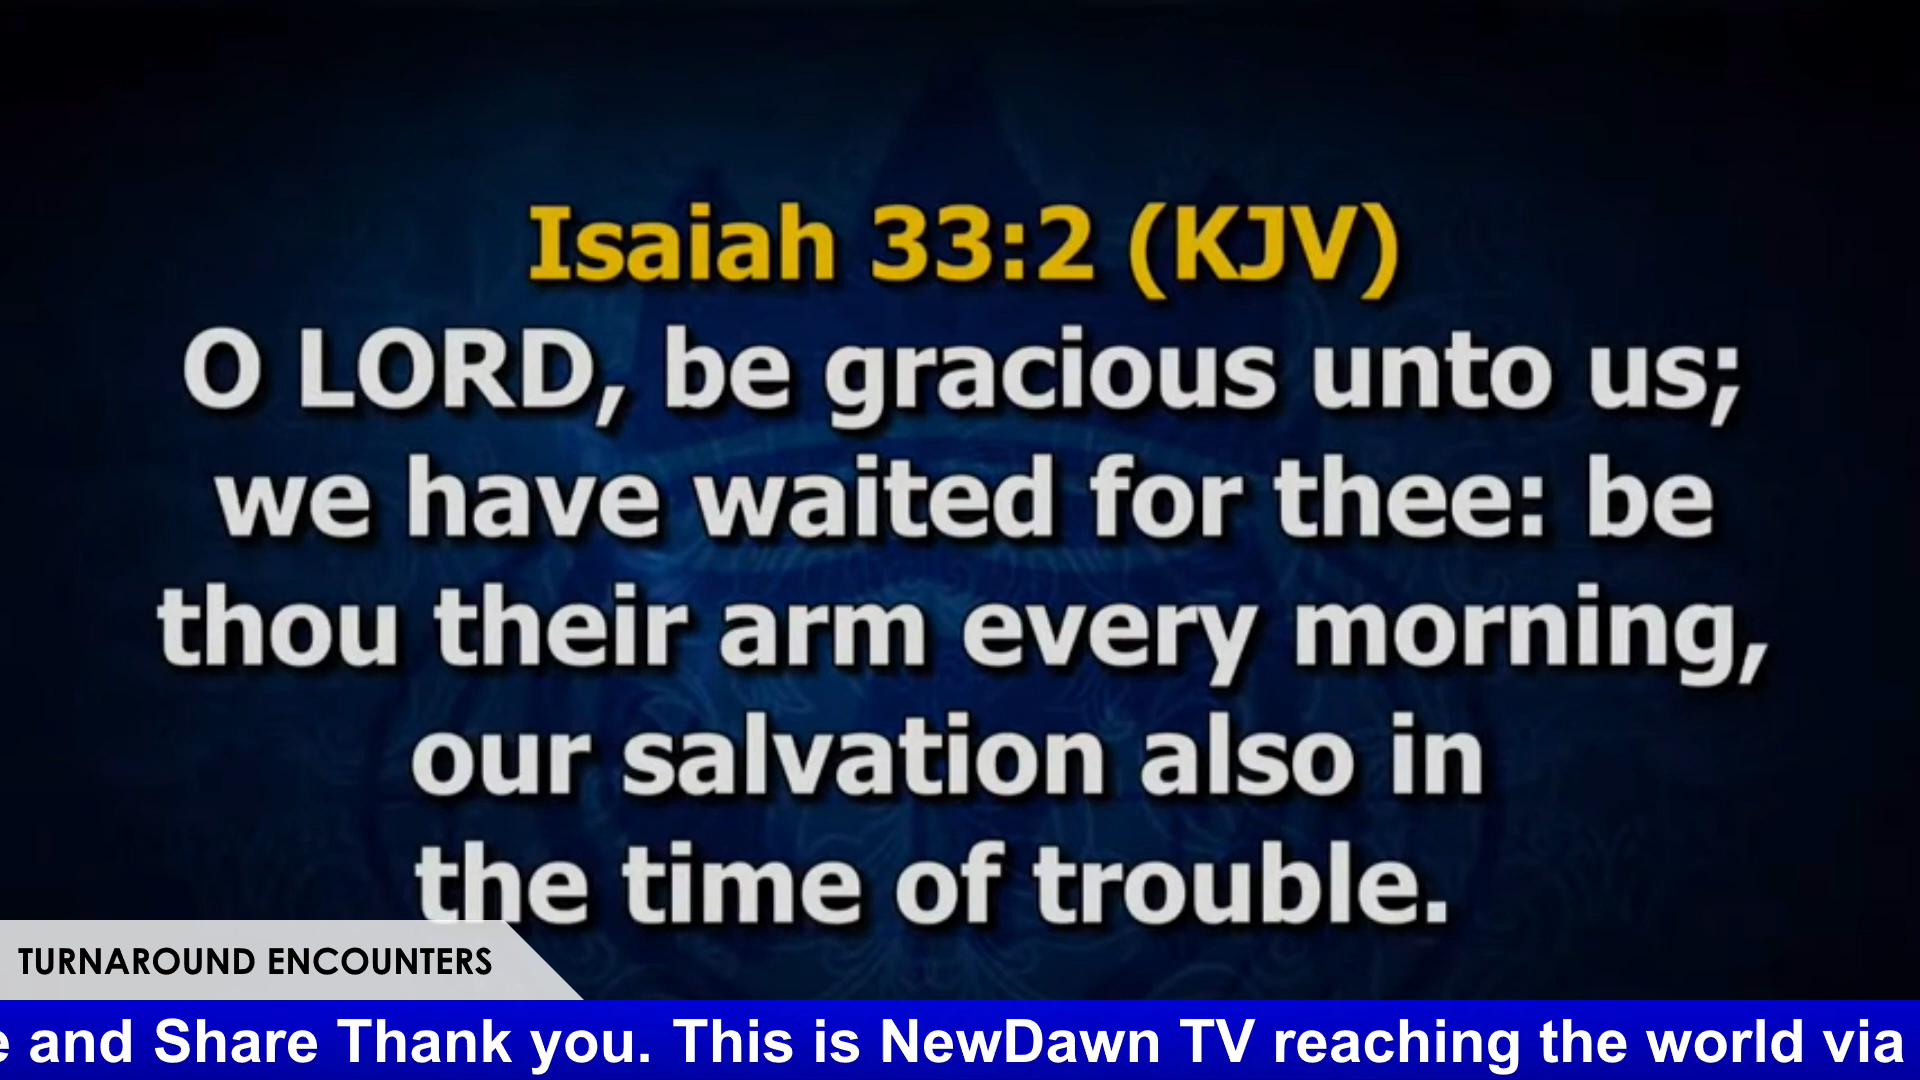 Isaiah 33:2 (KJV)
O LORD, be gracious unto us;
we have waited for thee: be
thou their arm every morning,
our salvation also in
the time of trouble.
TURNAROUND ENCOUNTERS
and Share Thank you. This is NewDawn TV reaching the world via